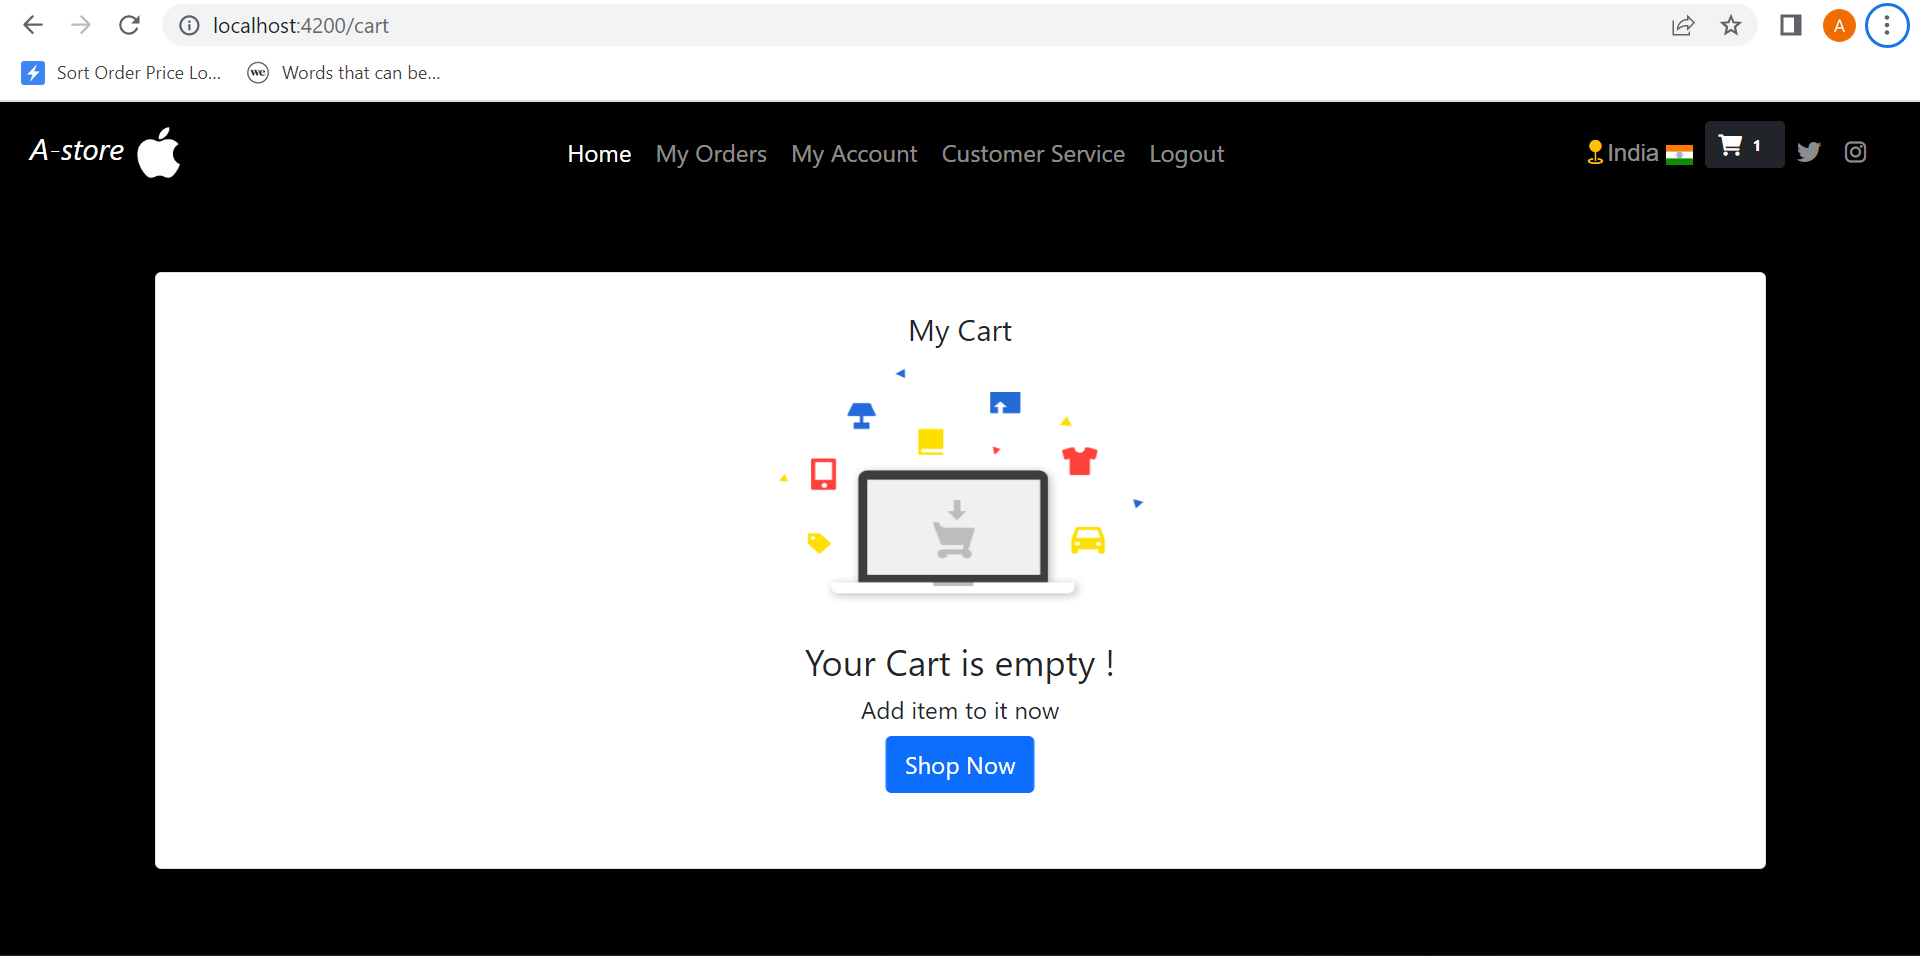 localhost:4200/cart
A
Sort Order Price Lo...
we
Words that can be...
A-store
Home
My Orders
My Account
Customer Service
Logout
India
1
My Cart
Your Cart is empty !
Add item to it now
Shop Now